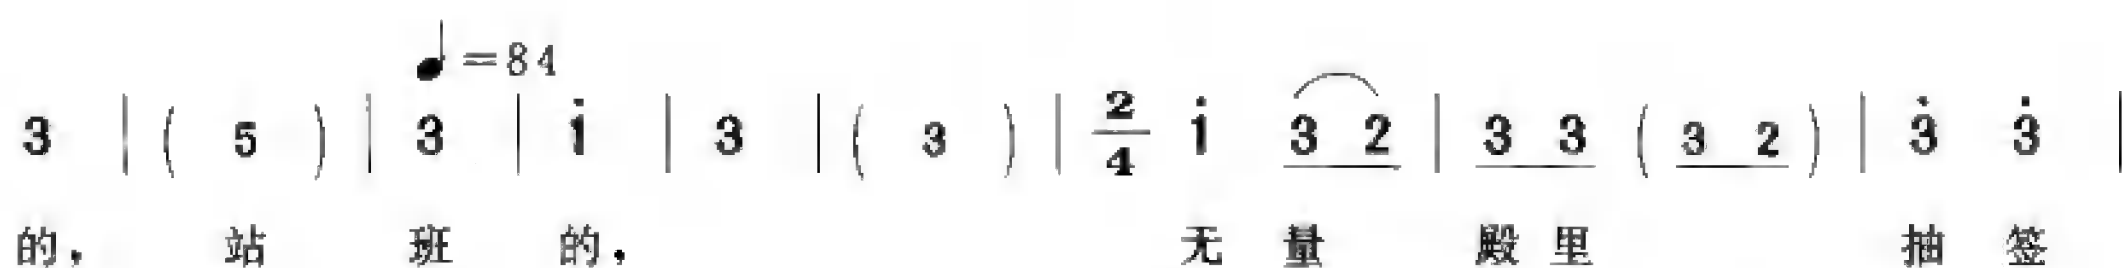 ♩=84
3 | ( 5 ) | 3 | i̇ | 3 | ( 3 ) | 2/4 i̇ 3 2 | 3 3 ( 3 2 ) | 3̇ 3̇ |
的， 站 班 的， 无 量 殿 里 抽 签